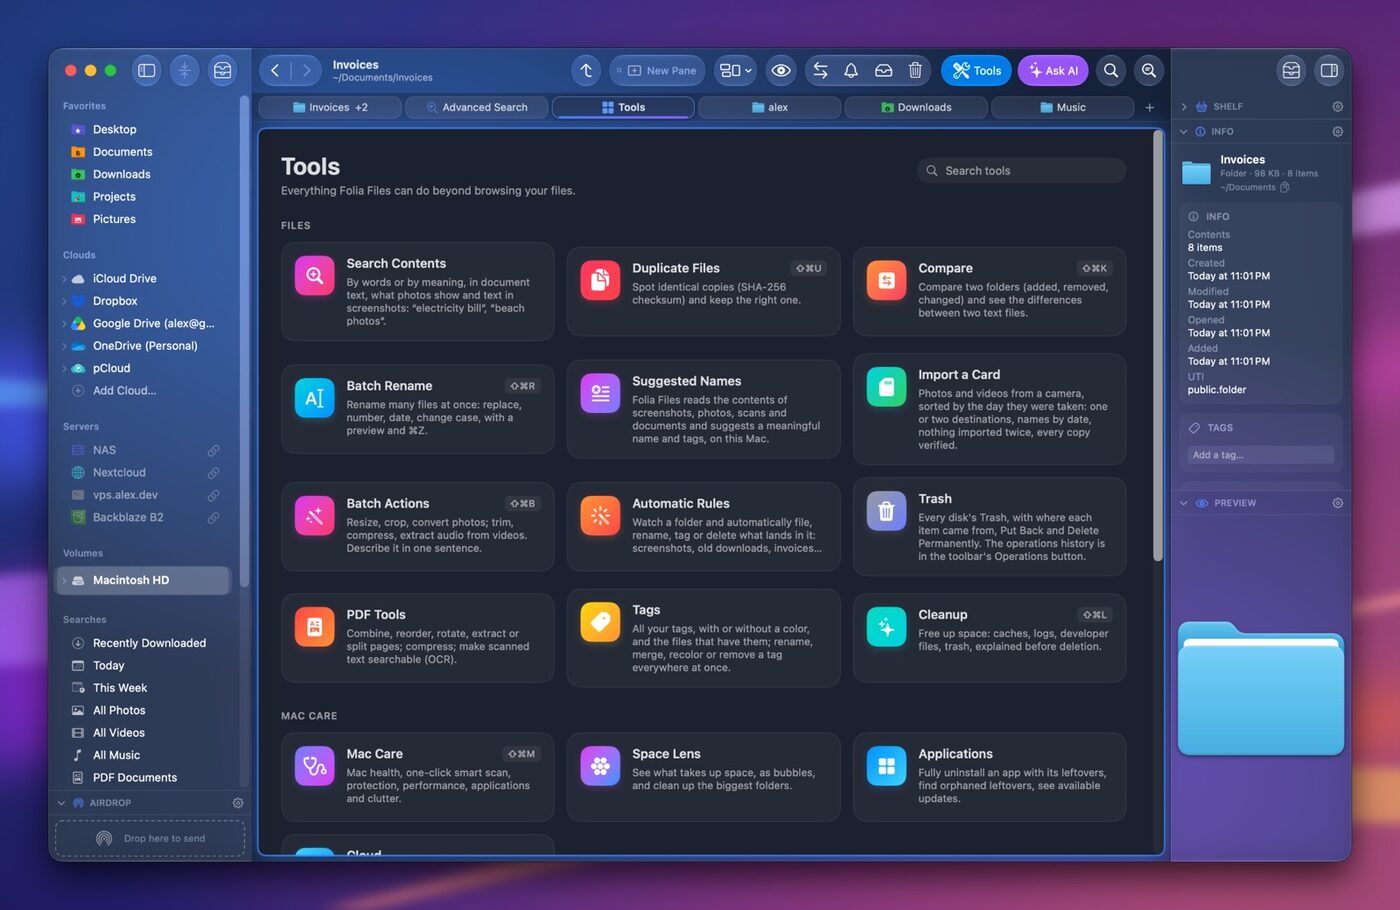 Favorites
Desktop
Documents
Downloads
Projects
Pictures
Clouds
iCloud Drive
Dropbox
Google Drive (alex@g...
OneDrive (Personal)
pCloud
Add Cloud...
Servers
NAS
Nextcloud
vps.alex.dev
Backblaze B2
Volumes
Macintosh HD
Searches
Recently Downloaded
Today
This Week
All Photos
All Videos
All Music
PDF Documents
AIRDROP
Drop here to send
Invoices
~/Documents/Invoices
New Pane
Tools
Ask AI
Invoices +2
Advanced Search
Tools
alex
Downloads
Music
Tools
Everything Folia Files can do beyond browsing your files.
Search tools
FILES
Search Contents
By words or by meaning, in document
text, what photos show and text in
screenshots: “electricity bill”, “beach
photos”.
Duplicate Files
⇧⌘U
Spot identical copies (SHA-256
checksum) and keep the right one.
Compare
⇧⌘K
Compare two folders (added, removed,
changed) and see the differences
between two text files.
Batch Rename
⇧⌘R
Rename many files at once: replace,
number, date, change case, with a
preview and ⌘Z.
Suggested Names
Folia Files reads the contents of
screenshots, photos, scans and
documents and suggests a meaningful
name and tags, on this Mac.
Import a Card
Photos and videos from a camera,
sorted by the day they were taken: one
or two destinations, names by date,
nothing imported twice, every copy
verified.
Batch Actions
⇧⌘B
Resize, crop, convert photos; trim,
compress, extract audio from videos.
Describe it in one sentence.
Automatic Rules
Watch a folder and automatically file,
rename, tag or delete what lands in it:
screenshots, old downloads, invoices...
Trash
Every disk's Trash, with where each
item came from, Put Back and Delete
Permanently. The operations history is
in the toolbar's Operations button.
PDF Tools
Combine, reorder, rotate, extract or
split pages; compress; make scanned
text searchable (OCR).
Tags
All your tags, with or without a color,
and the files that have them; rename,
merge, recolor or remove a tag
everywhere at once.
Cleanup
⇧⌘L
Free up space: caches, logs, developer
files, trash, explained before deletion.
MAC CARE
Mac Care
⇧⌘M
Mac health, one-click smart scan,
protection, performance, applications
and clutter.
Space Lens
See what takes up space, as bubbles,
and clean up the biggest folders.
Applications
Fully uninstall an app with its leftovers,
find orphaned leftovers, see available
updates.
Cloud
SHELF
INFO
Invoices
Folder · 98 KB · 8 items
~/Documents
INFO
Contents
8 items
Created
Today at 11:01 PM
Modified
Today at 11:01 PM
Opened
Today at 11:01 PM
Added
Today at 11:01 PM
UTI
public.folder
TAGS
Add a tag...
PREVIEW